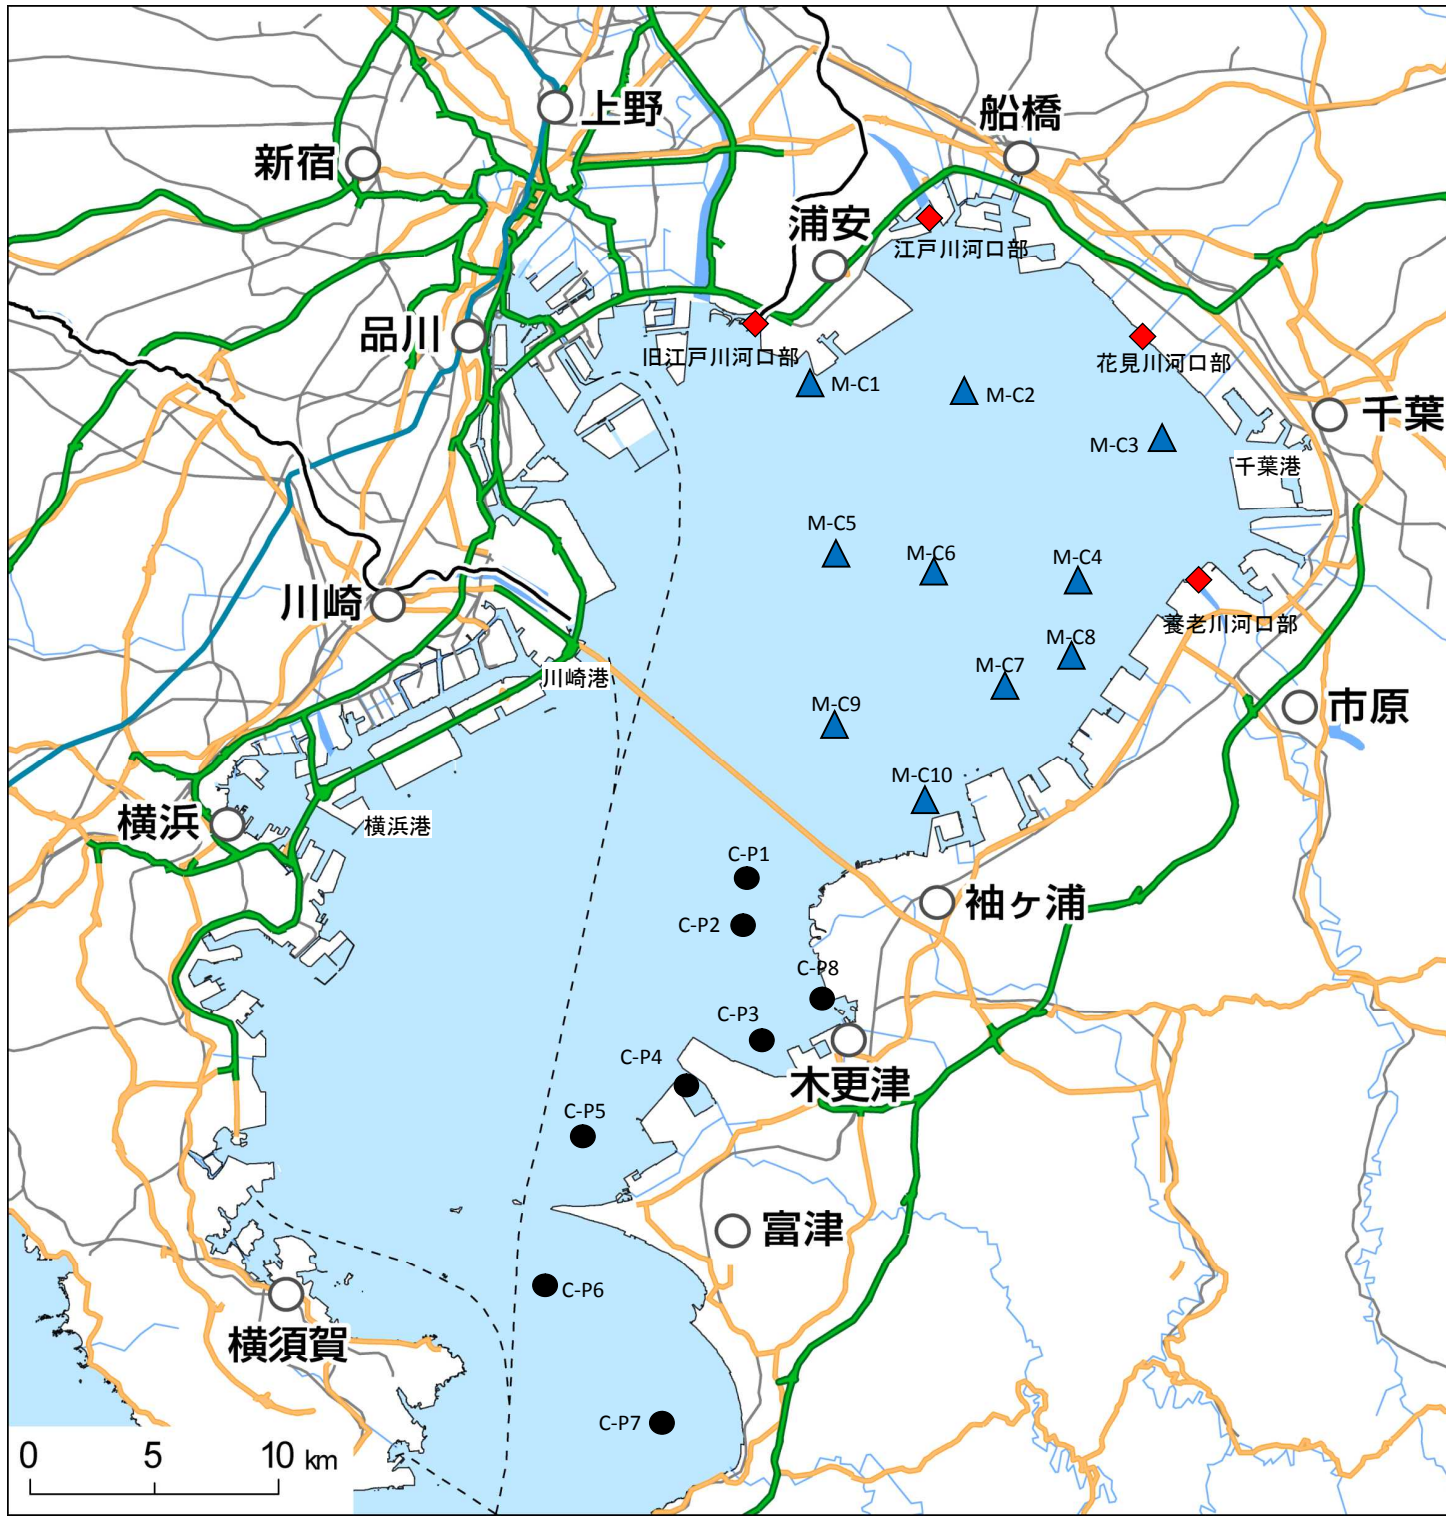 上野
船橋
新宿
浦安
江戸川河口部
品川
旧江戸川河口部
花見川河口部
M-C1
M-C2
千葉
M-C3
千葉港
M-C5
M-C6
M-C4
川崎
養老川河口部
M-C8
川崎港
M-C7
M-C9
市原
M-C10
横浜
横浜港
C-P1
袖ヶ浦
C-P2
C-P8
C-P3
C-P4
木更津
C-P5
富津
C-P6
横須賀
C-P7
0 5 10 km